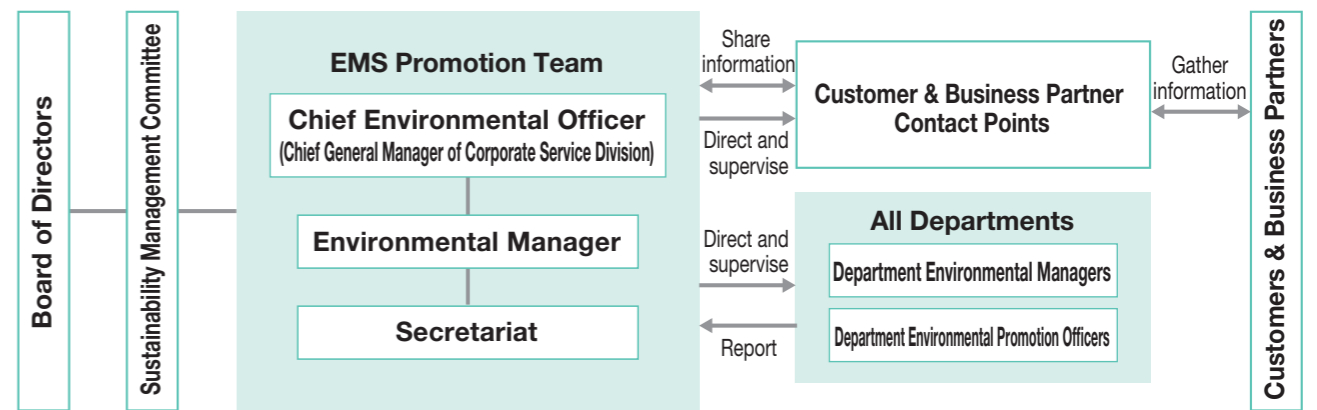 Board of Directors
Sustainability Management Committee
EMS Promotion Team
Chief Environmental Officer
(Chief General Manager of Corporate Service Division)
Environmental Manager
Secretariat
Share
information
Direct and
supervise
Customer & Business Partner
Contact Points
Gather
information
Direct and
supervise
Report
All Departments
Department Environmental Managers
Department Environmental Promotion Officers
Customers & Business Partners